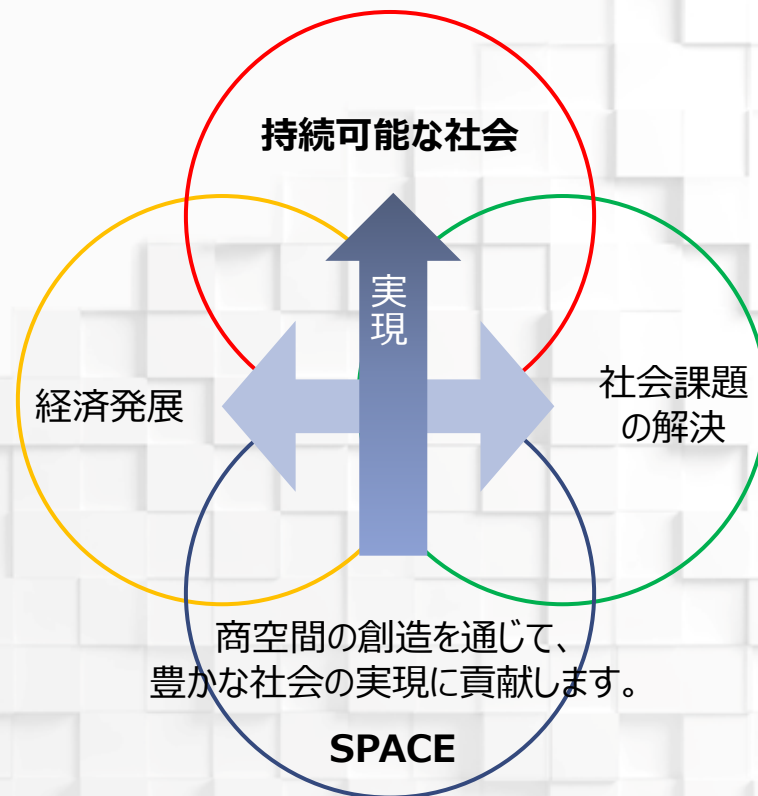 持続可能な社会
実現
経済発展
社会課題
の解決
商空間の創造を通じて、
豊かな社会の実現に貢献します。
SPACE